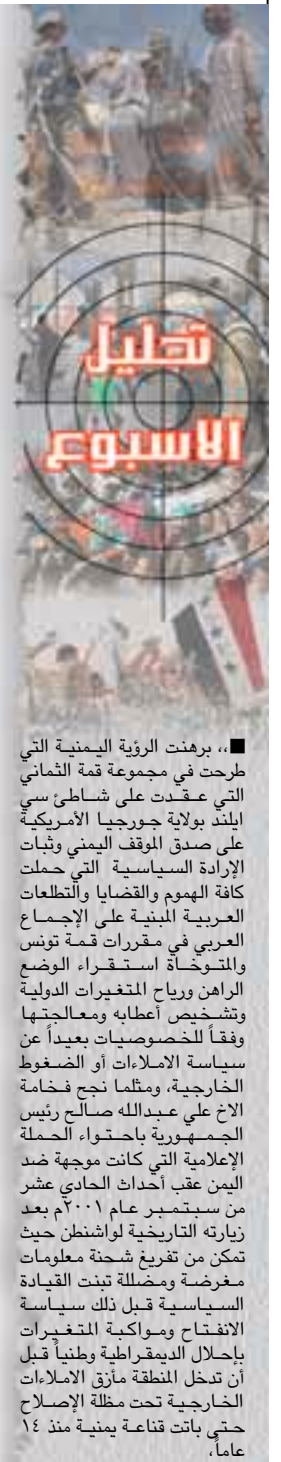 تحليل
الاسبوع
■،، برهنت الرؤية اليمنية التي
طرحت في مجموعة قمة الثماني
التي عقدت على شاطئ سي
ايلند بولاية جورجيا الأمريكية
على صدق الموقف اليمني وثبات
الإرادة السياسية التي حملت
كافة الهموم والقضايا والتطلعات
العربية المبنية على الإجماع
العربي في مقررات قمة تونس
والمتوخاة استقراء الوضع
الراهن ورياح المتغيرات الدولية
وتشخيص أعطابه ومعالجتها
وفقاً للخصوصيات بعيداً عن
سياسة الاملاءات أو الضغوط
الخارجية، ومثلما نجح فخامة
الاخ علي عبدالله صالح رئيس
الجمهورية باحتواء الحملة
الإعلامية التي كانت موجهة ضد
اليمن عقب أحداث الحادي عشر
من سبتمبر عام ٢٠٠١م بعد
زيارته التاريخية لواشنطن حيث
تمكن من تفريغ شحنة معلومات
مغرضة ومضللة تبنت القيادة
السياسية قبل ذلك سياسة
الانفتاح ومواكبة المتغيرات
بإحلال الديمقراطية وطنياً قبل
أن تدخل المنطقة مأزق الاملاءات
الخارجية تحت مظلة الإصلاح
حتى باتت قناعة يمنية منذ ١٤
عاماً،